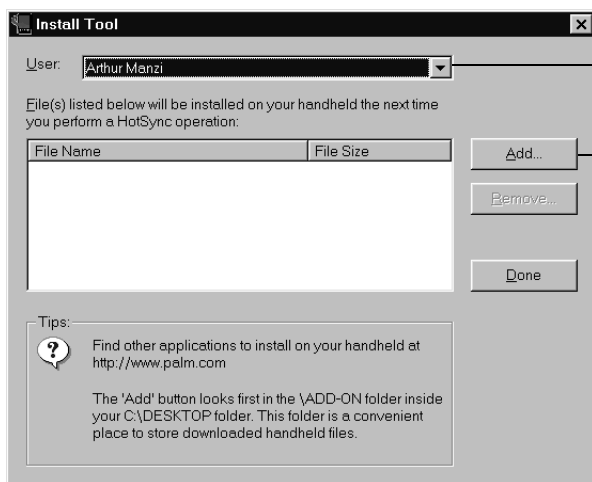 Install Tool
User: Arthur Manzi
File(s) listed below will be installed on your handheld the next time
you perform a HotSync operation:
File Name File Size
Add...
Remove...
Done
Tips:
Find other applications to install on your handheld at
http://www.palm.com
The 'Add' button looks first in the \ADD-ON folder inside
your C:\DESKTOP folder. This folder is a convenient
place to store downloaded handheld files.